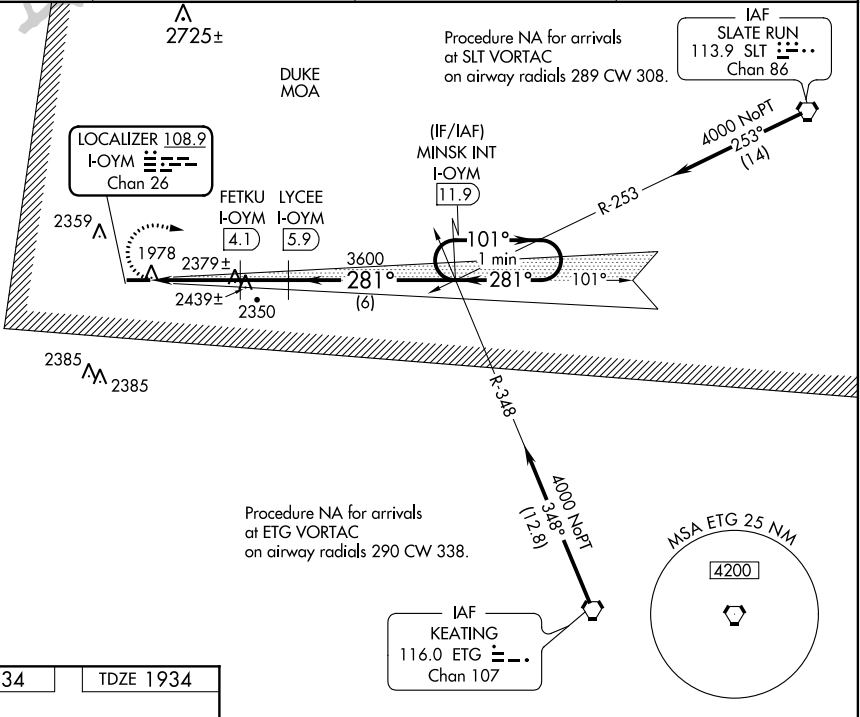 2725±
Procedure NA for arrivals
at SLT VORTAC
on airway radials 289 CW 308.
IAF
SLATE RUN
113.9 SLT
Chan 86
DUKE
MOA
LOCALIZER 108.9
I-OYM
Chan 26
(IF/IAF)
MINSK INT
I-OYM
11.9
4000 NoPT
253°
(14)
R-253
FETKU
I-OYM
4.1
LYCEE
I-OYM
5.9
2359
1978
2379±
2439±
2350
3600
281°
(6)
101°
1 min
281°
101°
2385
2385
R-348
4000 NoPT
348°
(12.8)
Procedure NA for arrivals
at ETG VORTAC
on airway radials 290 CW 338.
MSA ETG 25 NM
4200
IAF
KEATING
116.0 ETG
Chan 107
34
TDZE 1934